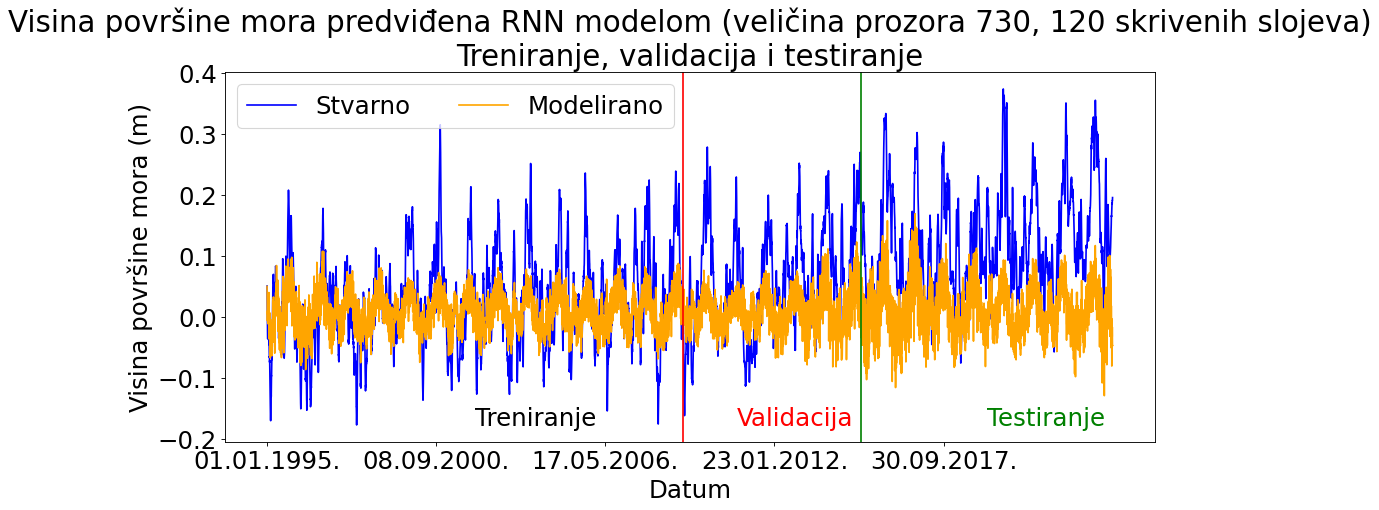 Visina površine mora predviđena RNN modelom (veličina prozora 730, 120 skrivenih slojeva)
Treniranje, validacija i testiranje
Visina površine mora (m)
0.4
0.3
0.2
0.1
0.0
−0.1
−0.2
Stvarno Modelirano
Treniranje Validacija Testiranje
01.01.1995. 08.09.2000. 17.05.2006. 23.01.2012. 30.09.2017.
Datum